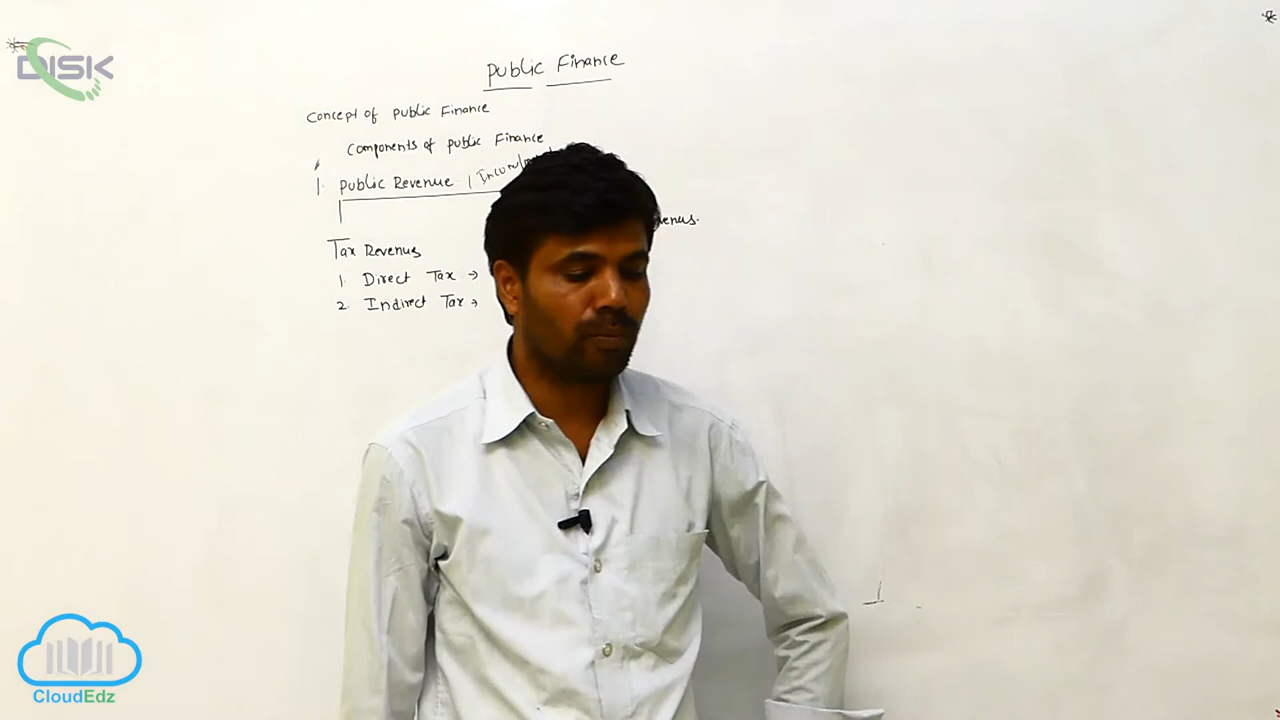 DISK
Public Finance
Concept of public Finance
Components of public Finance
1. public Revenue |
Tax Revenus
1. Direct Tax →
2. Indirect Tax →
CloudEdz